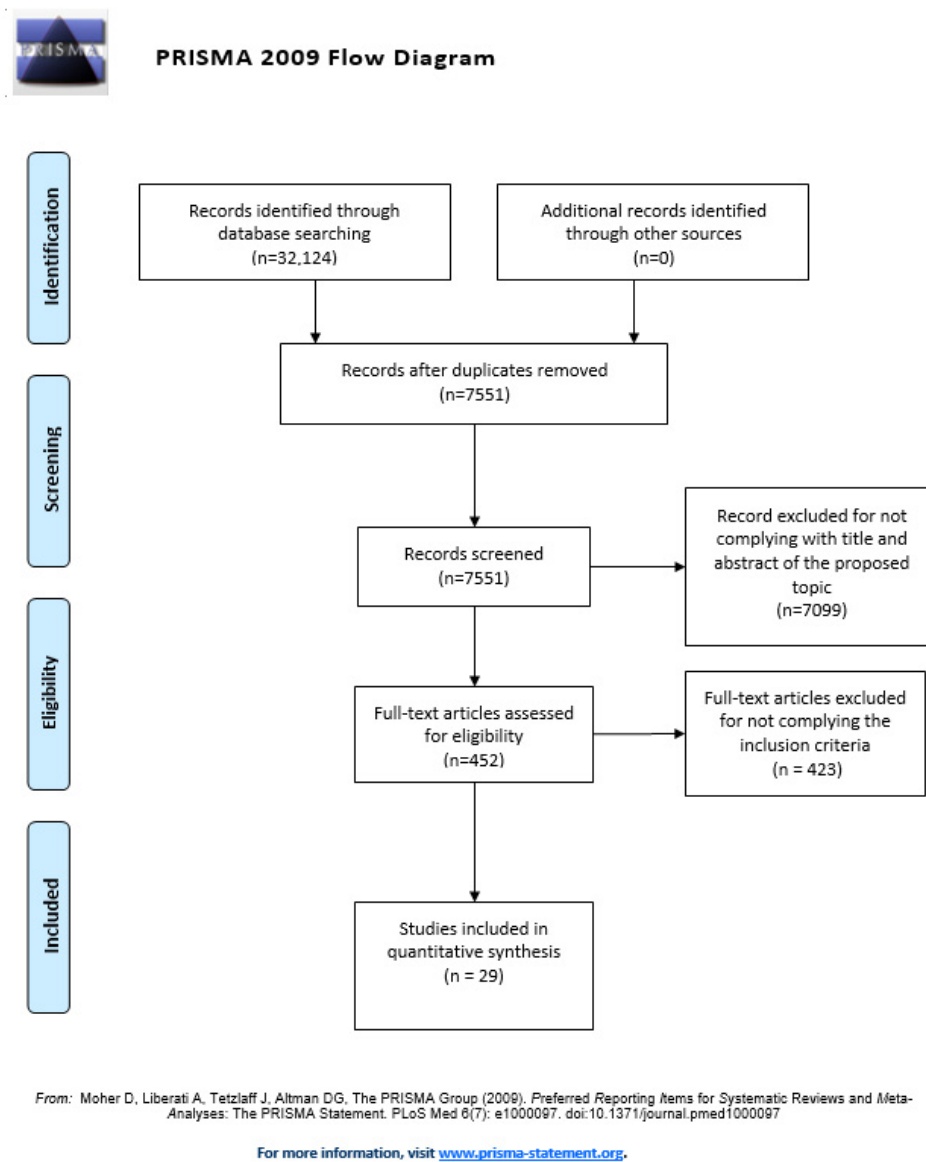 PRISMA
PRISMA 2009 Flow Diagram
Identification
Records identified through
database searching
(n=32,124)
Additional records identified
through other sources
(n=0)
Records after duplicates removed
(n=7551)
Screening
Records screened
(n=7551)
Record excluded for not
complying with title and
abstract of the proposed
topic
(n=7099)
Eligibility
Full-text articles assessed
for eligibility
(n=452)
Full-text articles excluded
for not complying the
inclusion criteria
(n = 423)
Included
Studies included in
quantitative synthesis
(n = 29)
From: Moher D, Liberati A, Tetzlaff J, Altman DG, The PRISMA Group (2009). Preferred Reporting Items for Systematic Reviews and Meta-
Analyses: The PRISMA Statement. PLoS Med 6(7): e1000097. doi:10.1371/journal.pmed1000097
For more information, visit www.prisma-statement.org.